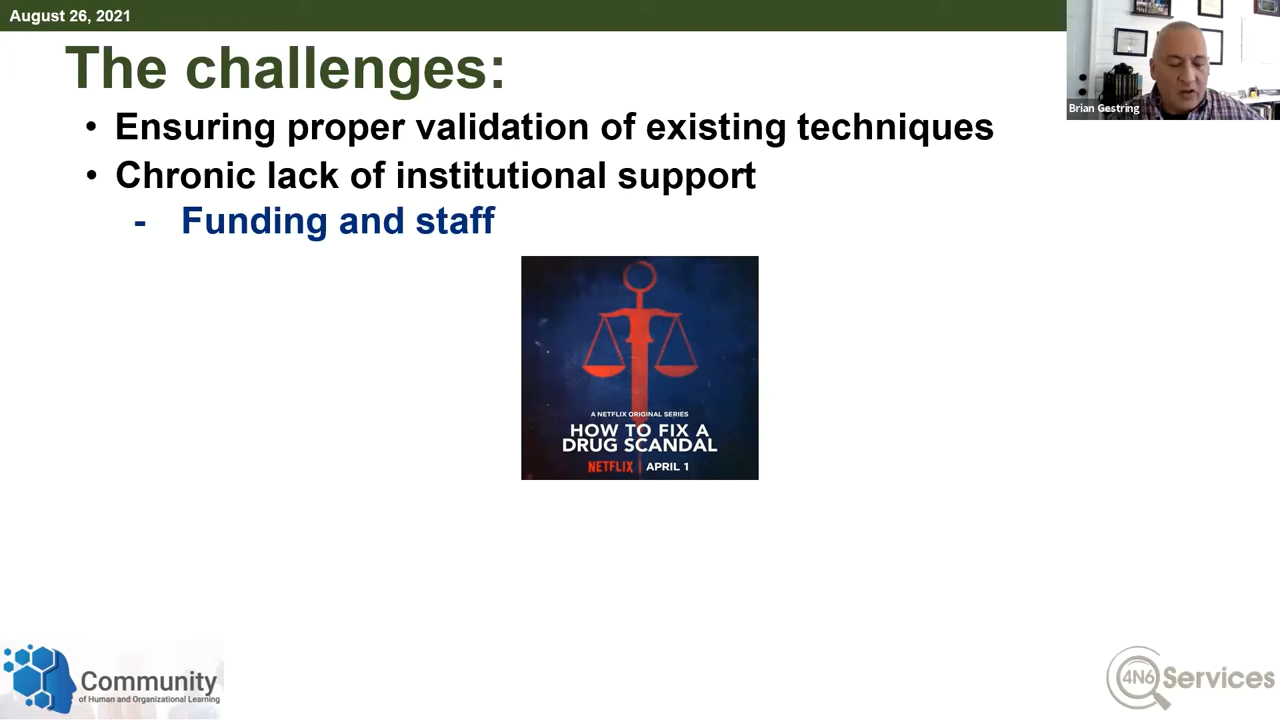 August 26, 2021
Brian Gestring
The challenges:
• Ensuring proper validation of existing techniques
• Chronic lack of institutional support
- Funding and staff
A NETFLIX ORIGINAL SERIES
HOW TO FIX A
DRUG SCANDAL
NETFLIX | APRIL 1
Community
of Human and Organizational Learning
4N6 Services